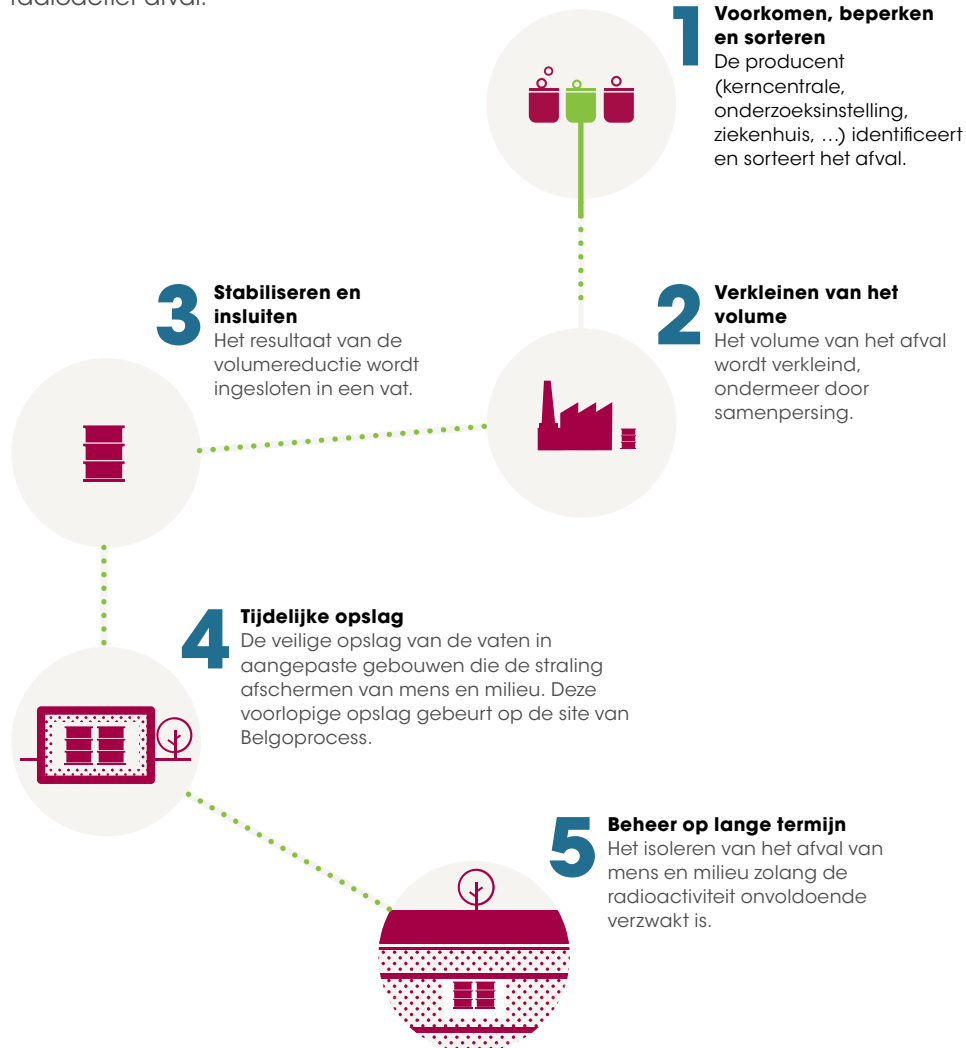 radioactief afval.
1
Voorkomen, beperken
en sorteren
De producent
(kerncentrale,
onderzoeksinstelling,
ziekenhuis, ...) identificeert
en sorteert het afval.
2
Verkleinen van het
volume
Het volume van het afval
wordt verkleind,
ondermeer door
samenpersing.
3
Stabiliseren en
insluiten
Het resultaat van de
volumereductie wordt
ingesloten in een vat.
4
Tijdelijke opslag
De veilige opslag van de vaten in
aangepaste gebouwen die de straling
afschermen van mens en milieu. Deze
voorlopige opslag gebeurt op de site van
Belgoprocess.
5
Beheer op lange termijn
Het isoleren van het afval van
mens en milieu zolang de
radioactiviteit onvoldoende
verzwakt is.